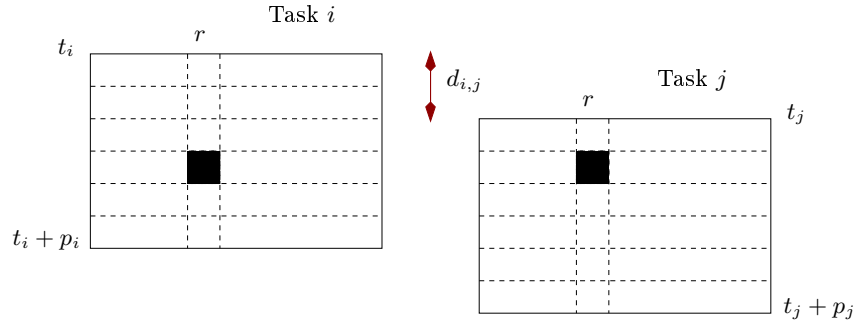 Task i
r
t_i
d_{i,j}
Task j
r
t_j
t_i + p_i
t_j + p_j